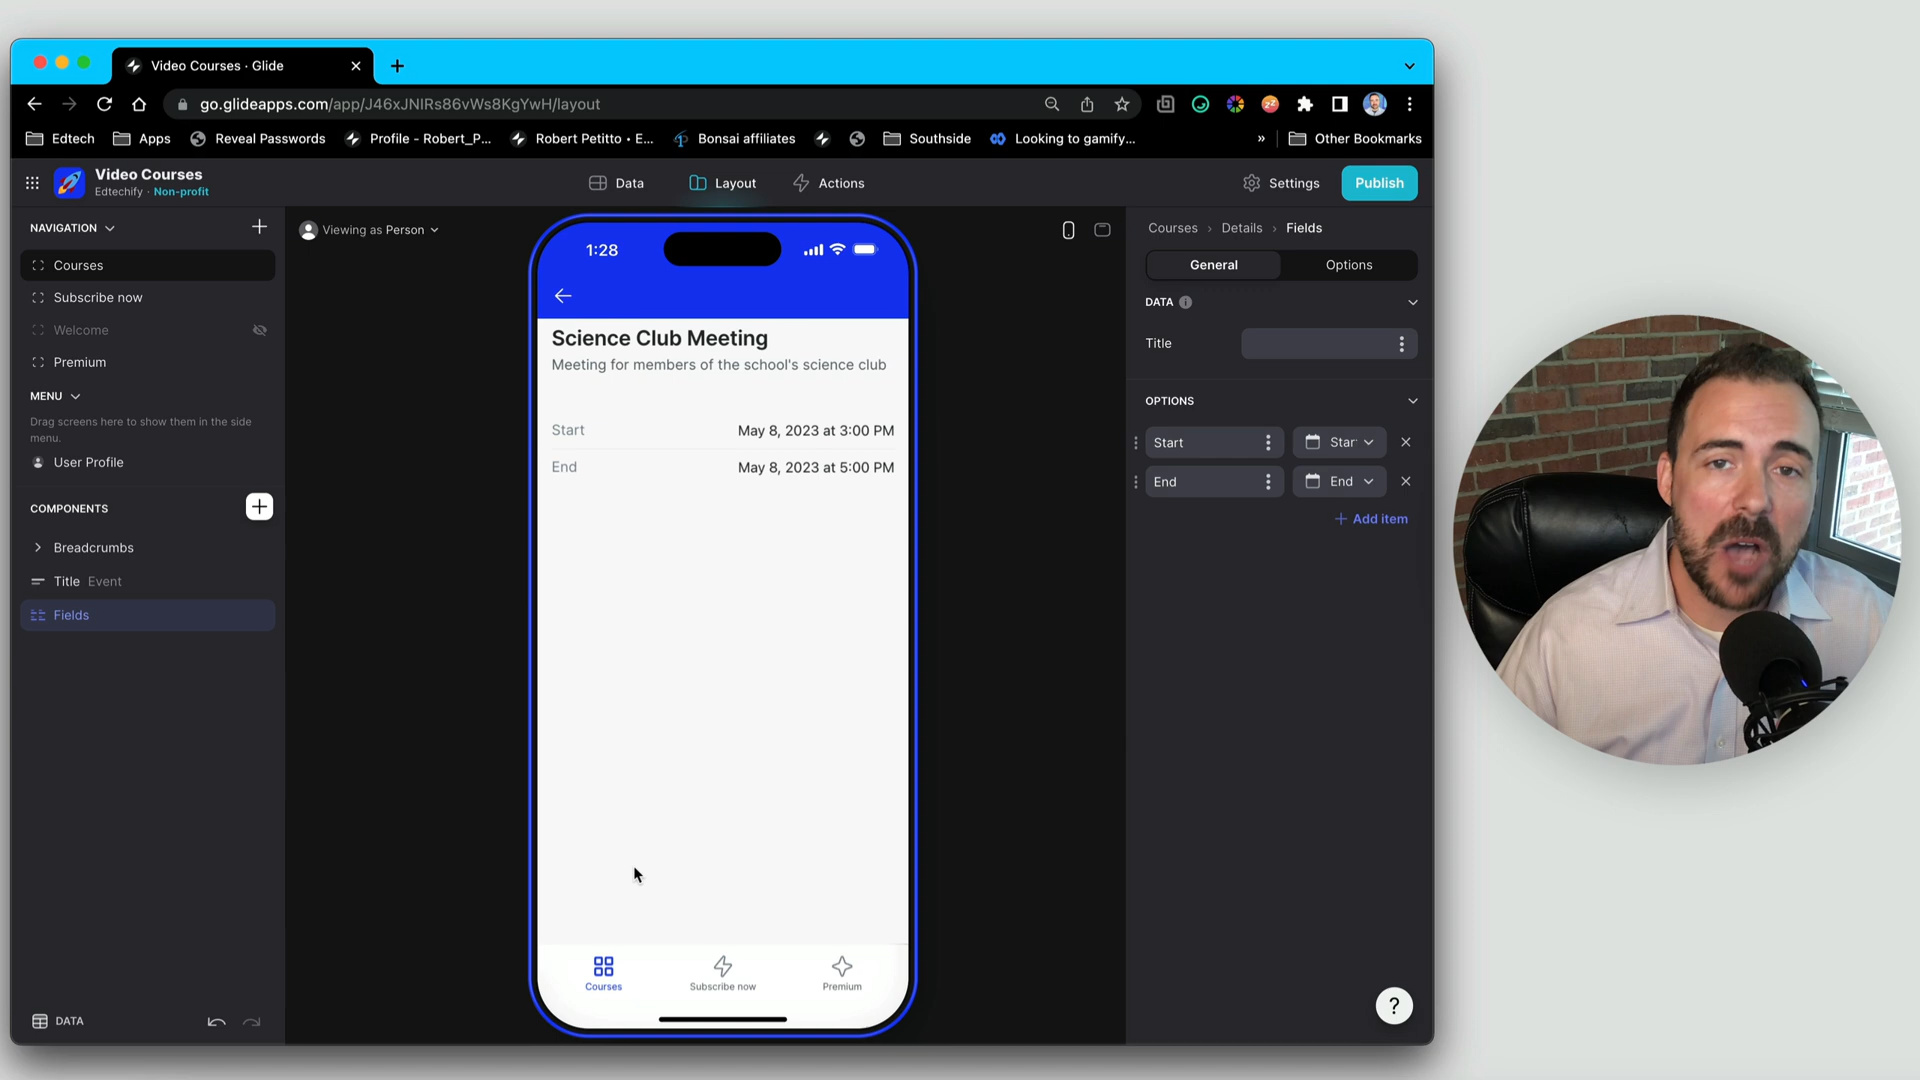 Video Courses · Glide
go.glideapps.com/app/J46xJNIRs86vWs8KgYwH/layout
Edtech
Apps
Reveal Passwords
Profile - Robert_P...
Robert Petitto • E...
Bonsai affiliates
Southside
Looking to gamify...
»
Other Bookmarks
Video Courses
Edtechify · Non-profit
Data
Layout
Actions
Settings
Publish
NAVIGATION
Courses
Subscribe now
Welcome
Premium
MENU
Drag screens here to show them in the side
menu.
User Profile
COMPONENTS
Breadcrumbs
Title Event
Fields
DATA
Viewing as Person
1:28
Science Club Meeting
Meeting for members of the school's science club
Start May 8, 2023 at 3:00 PM
End May 8, 2023 at 5:00 PM
Courses
Subscribe now
Premium
Courses › Details › Fields
General
Options
DATA
Title
OPTIONS
Start
Star
End
End
+ Add item
?